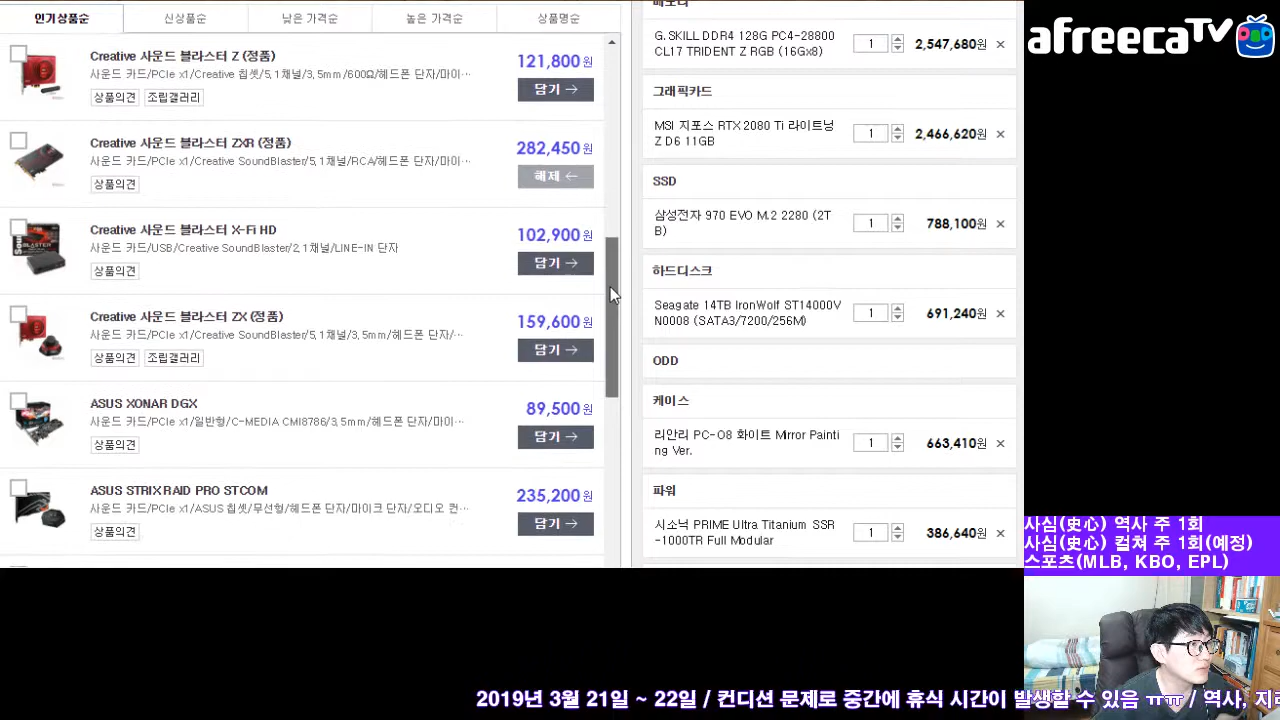 인기상품순
신상품순
낮은 가격순
높은 가격순
상품명순
Creative 사운드 블라스터 Z (정품)
사운드 카드/PCIe x1/Creative 칩셋/5,1채널/3,5mm/600Ω/헤드폰 단자/마이…
상품의견 조립갤러리
121,800원
담기 →
Creative 사운드 블라스터 ZXR (정품)
사운드 카드/PCIe x1/Creative SoundBlaster/5,1채널/RCA/헤드폰 단자/마이…
상품의견
282,450원
해제 ←
Creative 사운드 블라스터 X-Fi HD
사운드 카드/USB/Creative SoundBlaster/2,1채널/LINE-IN 단자
상품의견
102,900원
담기 →
Creative 사운드 블라스터 ZX (정품)
사운드 카드/PCIe x1/Creative SoundBlaster/5,1채널/3,5mm/헤드폰 단자/…
상품의견 조립갤러리
159,600원
담기 →
ASUS XONAR DGX
사운드 카드/PCIe x1/일반형/C-MEDIA CMI8786/3,5mm/헤드폰 단자/마이…
상품의견
89,500원
담기 →
ASUS STRIX RAID PRO STCOM
사운드 카드/PCIe x1/ASUS 칩셋/무선형/헤드폰 단자/마이크 단자/오디오 컨…
상품의견
235,200원
담기 →
메모리
G.SKILL DDR4 128G PC4-28800
CL17 TRIDENT Z RGB (16Gx8)
1
2,547,680원 ×
그래픽카드
MSI 지포스 RTX 2080 Ti 라이트닝
Z D6 11GB
1
2,466,620원 ×
SSD
삼성전자 970 EVO M.2 2280 (2T
B)
1
788,100원 ×
하드디스크
Seagate 14TB IronWolf ST14000V
N0008 (SATA3/7200/256M)
1
691,240원 ×
ODD
케이스
리안리 PC-O8 화이트 Mirror Painti
ng Ver.
1
663,410원 ×
파워
시소닉 PRIME Ultra Titanium SSR
-1000TR Full Modular
1
386,640원 ×
afreecaTV
사심(史心) 역사 주 1회
사심(史心) 컬쳐 주 1회(예정)
스포츠(MLB, KBO, EPL)
2019년 3월 21일 ~ 22일 / 컨디션 문제로 중간에 휴식 시간이 발생할 수 있음 ㅠㅠ / 역사,